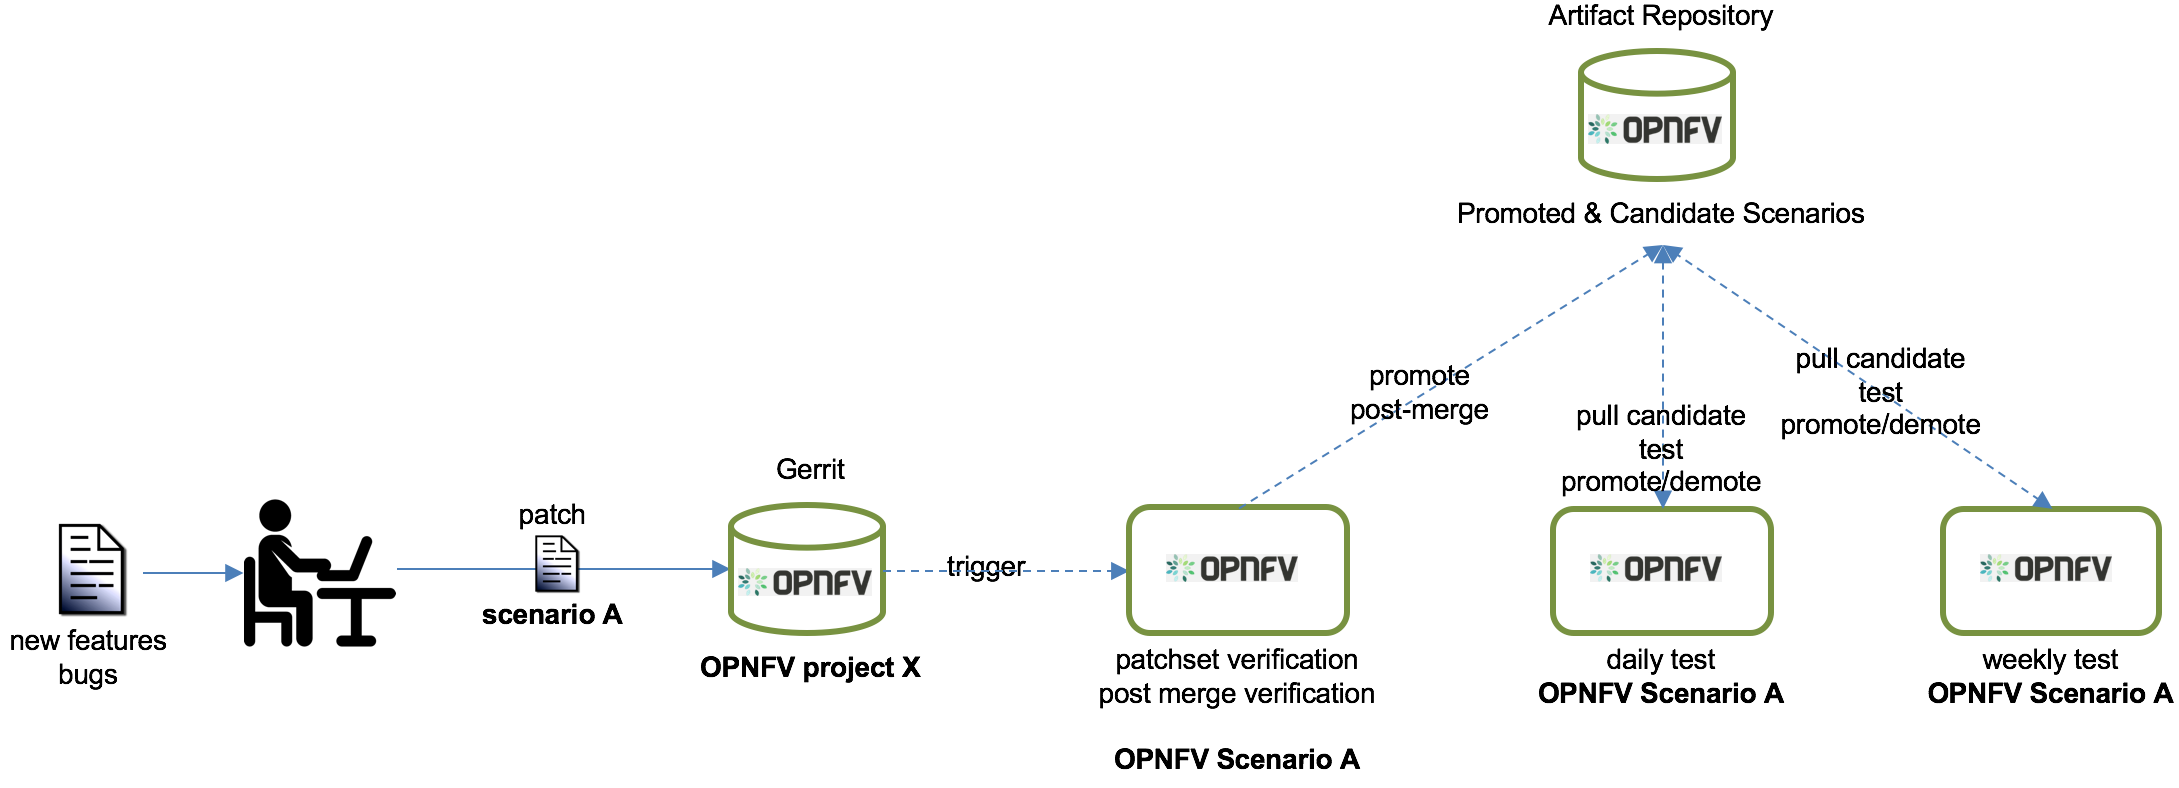 Artifact Repository
OPNFV
Promoted & Candidate Scenarios
promote
post-merge
pull candidate
test
promote/demote
pull candidate
test
promote/demote
new features
bugs
patch
scenario A
Gerrit
OPNFV
OPNFV project X
trigger
OPNFV
patchset verification
post merge verification
OPNFV Scenario A
OPNFV
daily test
OPNFV Scenario A
OPNFV
weekly test
OPNFV Scenario A